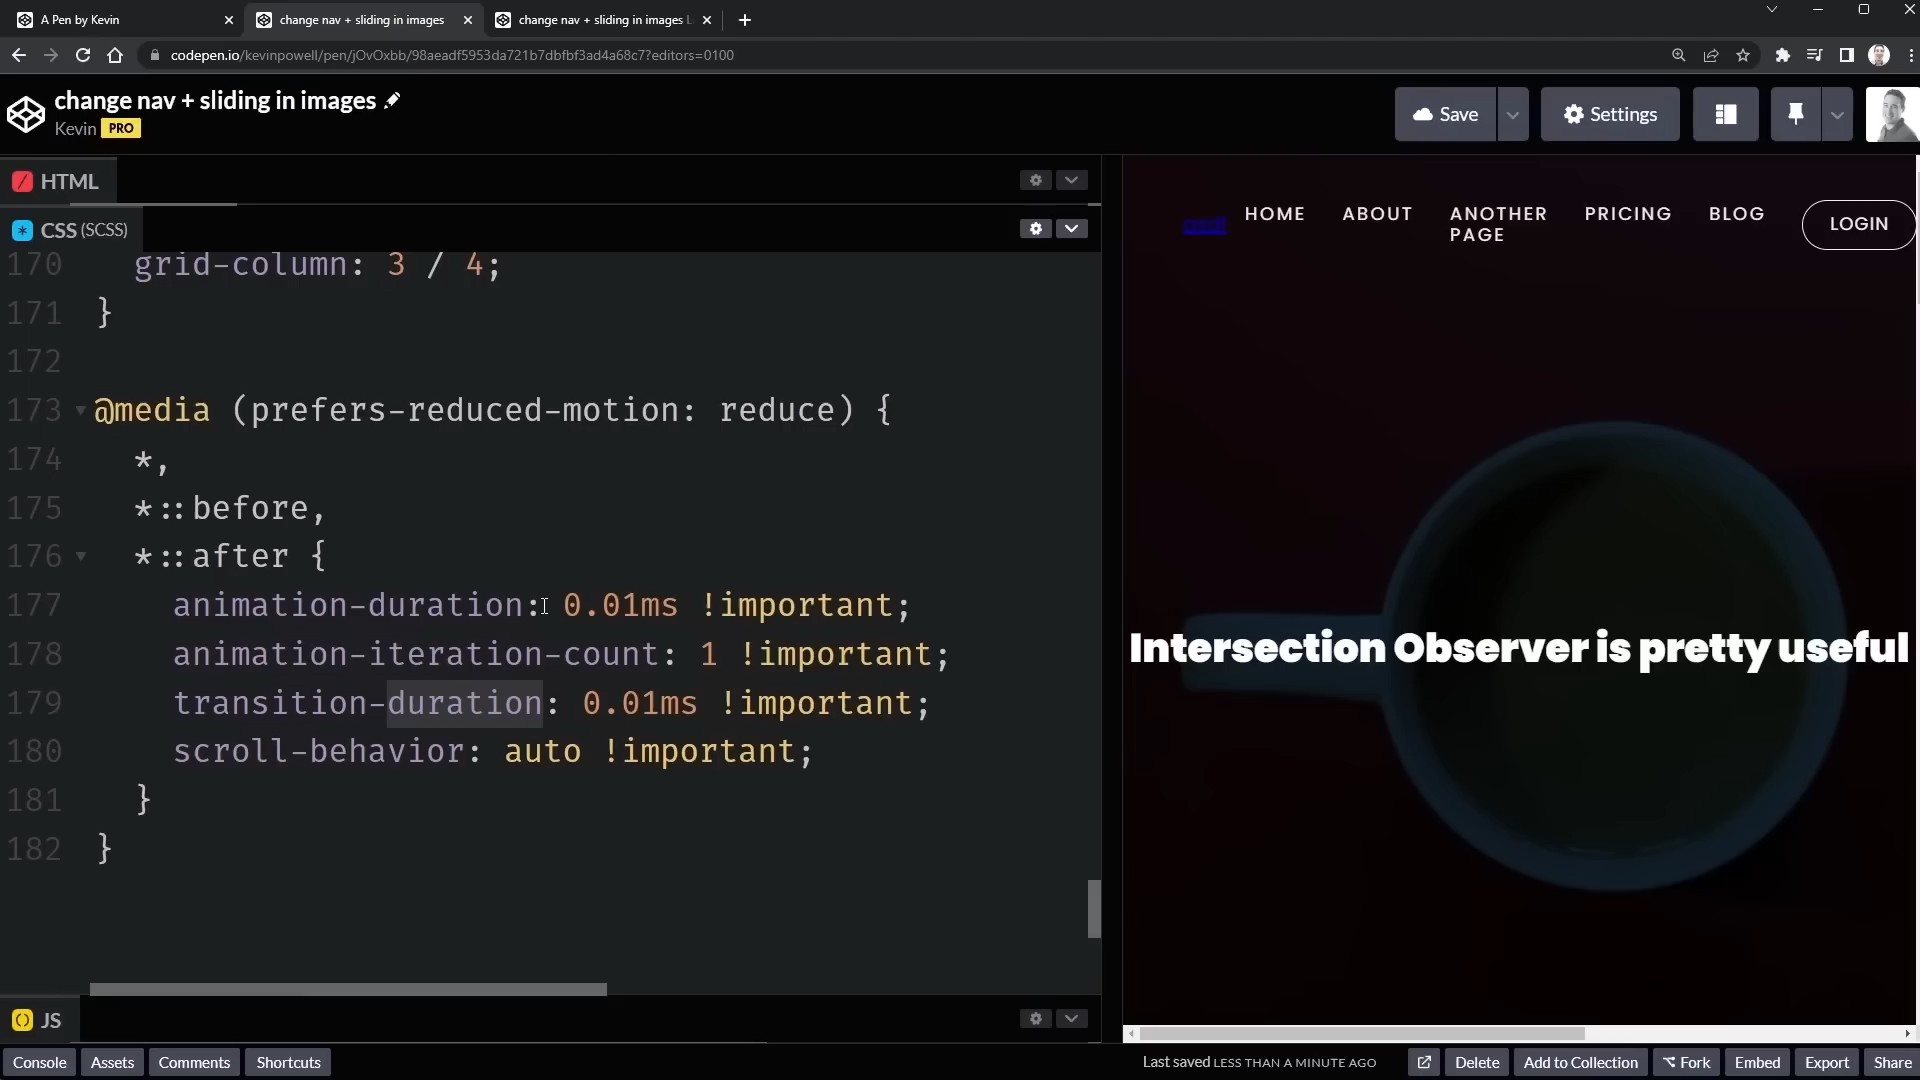 A Pen by Kevin
change nav + sliding in images
change nav + sliding in images Li
codepen.io/kevinpowell/pen/jOvOxbb/98aeadf5953da721b7dbfbf3ad4a68c7?editors=0100
change nav + sliding in images
Kevin PRO
Save
Settings
HTML
CSS (SCSS)
170 grid-column: 3 / 4;
171 }
172
173 @media (prefers-reduced-motion: reduce) {
174 *,
175 *::before,
176 *::after {
177 animation-duration: 0.01ms !important;
178 animation-iteration-count: 1 !important;
179 transition-duration: 0.01ms !important;
180 scroll-behavior: auto !important;
181 }
182 }
JS
HOME
ABOUT
ANOTHER
PAGE
PRICING
BLOG
LOGIN
Intersection Observer is pretty useful
Console
Assets
Comments
Shortcuts
Last saved LESS THAN A MINUTE AGO
Delete
Add to Collection
Fork
Embed
Export
Share